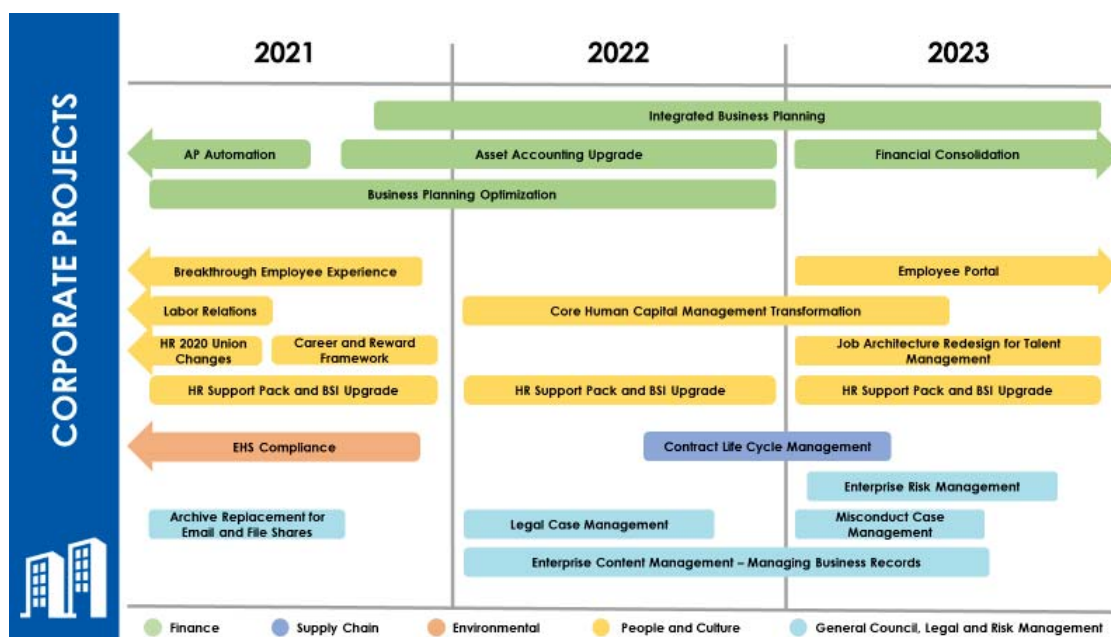 CORPORATE PROJECTS
2021
2022
2023
Integrated Business Planning
AP Automation
Asset Accounting Upgrade
Financial Consolidation
Business Planning Optimization
Breakthrough Employee Experience
Employee Portal
Labor Relations
Core Human Capital Management Transformation
HR 2020 Union
Changes
Career and Reward
Framework
Job Architecture Redesign for Talent
Management
HR Support Pack and BSI Upgrade
HR Support Pack and BSI Upgrade
HR Support Pack and BSI Upgrade
EHS Compliance
Contract Life Cycle Management
Enterprise Risk Management
Archive Replacement for
Email and File Shares
Legal Case Management
Misconduct Case
Management
Enterprise Content Management – Managing Business Records
Finance
Supply Chain
Environmental
People and Culture
General Council, Legal and Risk Management